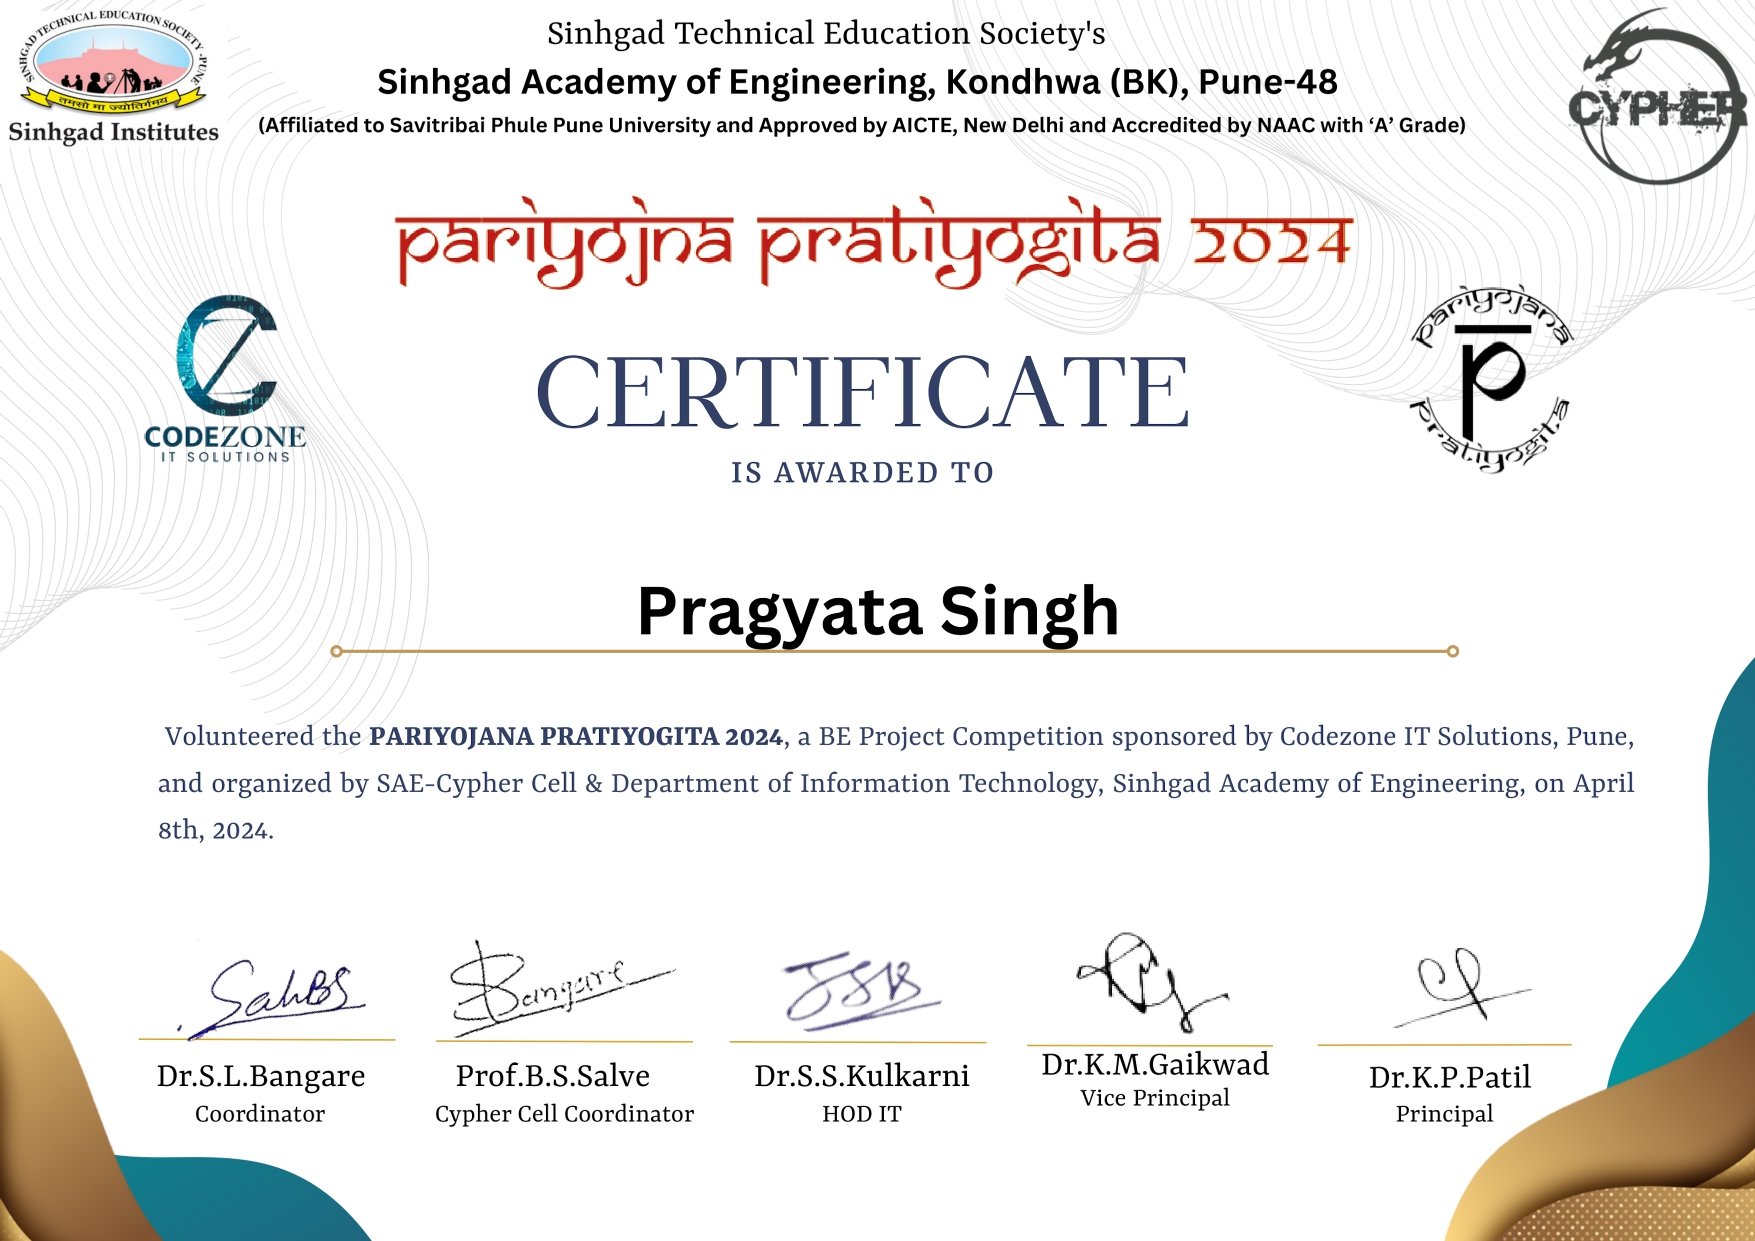 SINHGAD TECHNICAL EDUCATION SOCIETY - PUNE
तमसो मा ज्योतिर्गमय
Sinhgad Institutes
Sinhgad Technical Education Society's
Sinhgad Academy of Engineering, Kondhwa (BK), Pune-48
(Affiliated to Savitribai Phule Pune University and Approved by AICTE, New Delhi and Accredited by NAAC with ‘A’ Grade)
CYPHER
pariyojna pratiyogita 2024
CODEZONE
IT SOLUTIONS
CERTIFICATE
IS AWARDED TO
pariyojana
p
pratiyogita
Pragyata Singh
Volunteered the PARIYOJANA PRATIYOGITA 2024, a BE Project Competition sponsored by Codezone IT Solutions, Pune,
and organized by SAE-Cypher Cell & Department of Information Technology, Sinhgad Academy of Engineering, on April
8th, 2024.
Bangare
Dr.S.L.Bangare
Coordinator
Prof.B.S.Salve
Cypher Cell Coordinator
Dr.S.S.Kulkarni
HOD IT
Dr.K.M.Gaikwad
Vice Principal
Dr.K.P.Patil
Principal